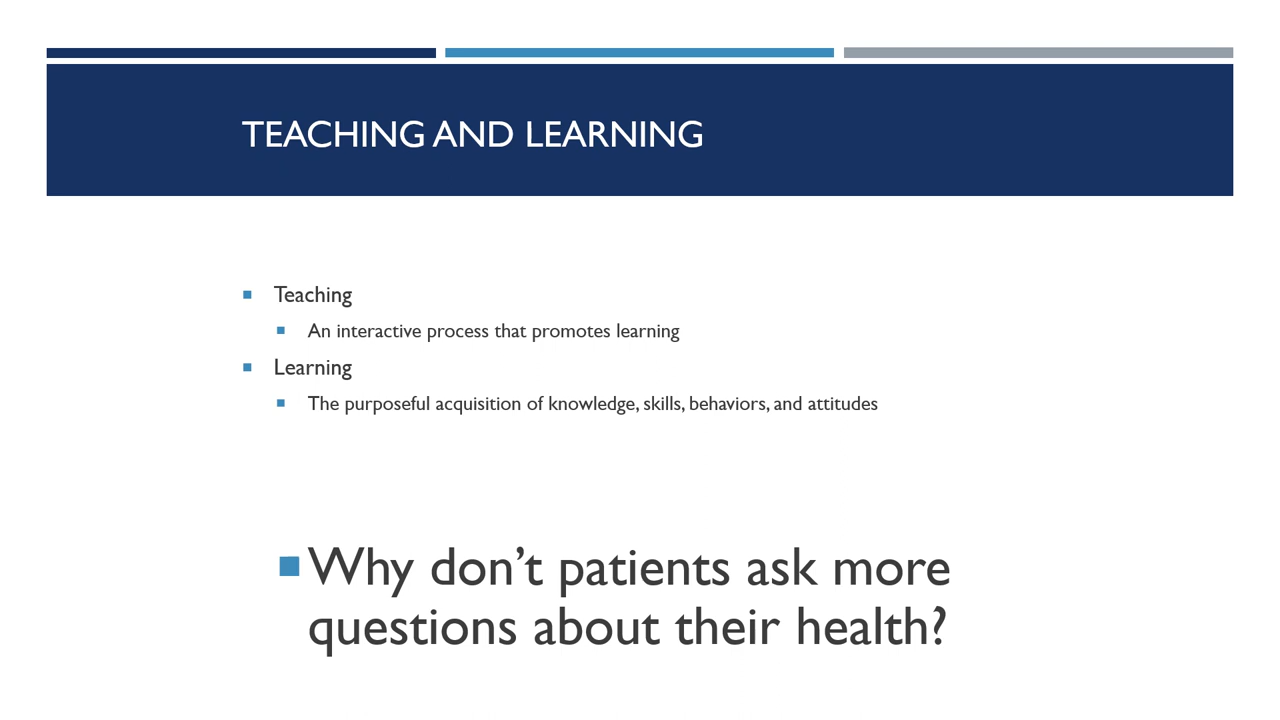 TEACHING AND LEARNING
Teaching
An interactive process that promotes learning
Learning
The purposeful acquisition of knowledge, skills, behaviors, and attitudes
Why don’t patients ask more
questions about their health?